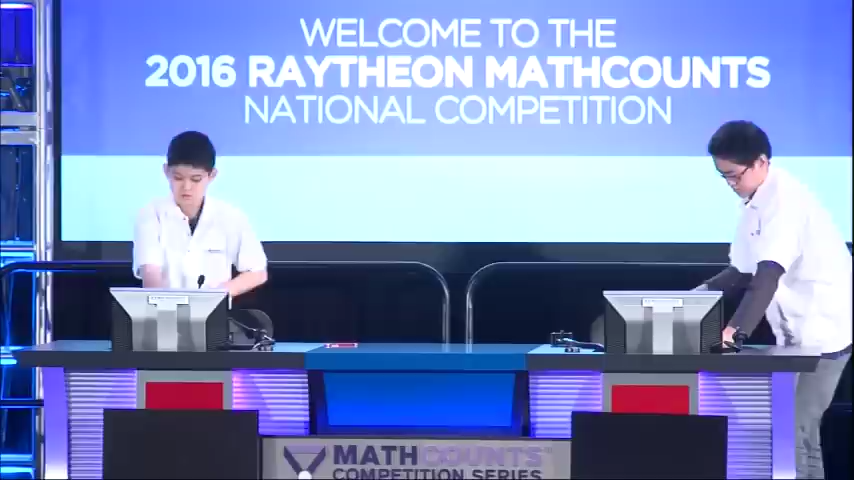 WELCOME TO THE
2016 RAYTHEON MATHCOUNTS
NATIONAL COMPETITION
MATHCOUNTS
COMPETITION SERIES